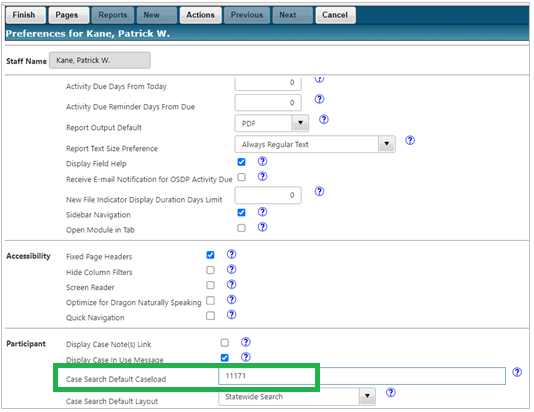 Finish Pages Reports New Actions Previous Next Cancel
Preferences for Kane, Patrick W.
Staff Name Kane, Patrick W.
Activity Due Days From Today 0 ?
Activity Due Reminder Days From Due 0 ?
Report Output Default PDF ?
Report Text Size Preference Always Regular Text ?
Display Field Help ?
Receive E-mail Notification for OSDP Activity Due ?
New File Indicator Display Duration Days Limit 0 ?
Sidebar Navigation ?
Open Module in Tab ?
Accessibility Fixed Page Headers ?
Hide Column Filters ?
Screen Reader ?
Optimize for Dragon Naturally Speaking ?
Quick Navigation ?
Participant Display Case Note(s) Link ?
Display Case In Use Message ?
Case Search Default Caseload 11171 ?
Case Search Default Layout Statewide Search ?